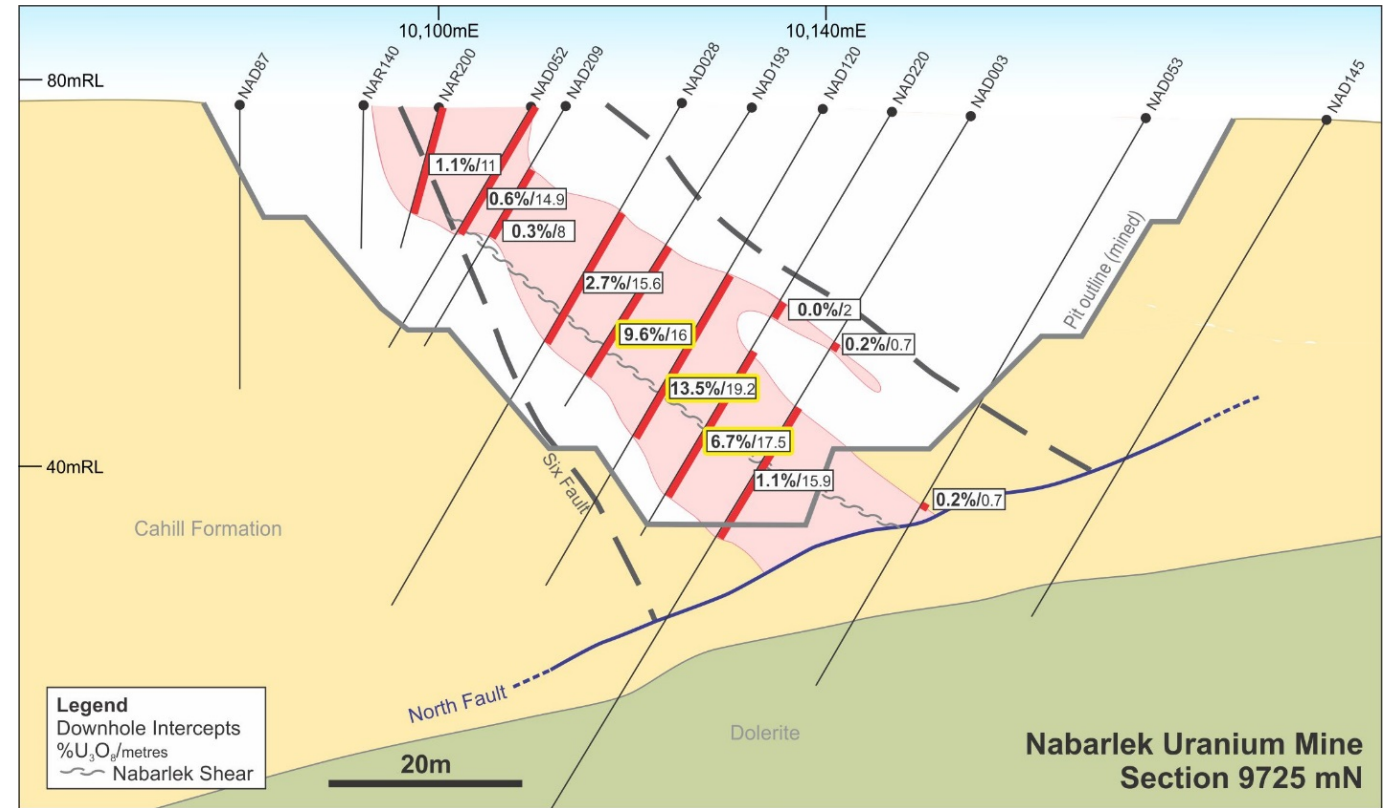 10,100mE
10,140mE
80mRL
NAD87
NAR140
NAR200
NAD052
NAD209
NAD028
NAD193
NAD120
NAD220
NAD003
NAD053
NAD145
1.1%/11
0.6%/14.9
0.3%/8
2.7%/15.6
0.0%/2
9.6%/16
0.2%/0.7
13.5%/19.2
6.7%/17.5
1.1%/15.9
0.2%/0.7
Pit outline (mined)
40mRL
Six Fault
Cahill Formation
North Fault
Dolerite
Legend
Downhole Intercepts
%U₃O₈/metres
Nabarlek Shear
20m
Nabarlek Uranium Mine
Section 9725 mN